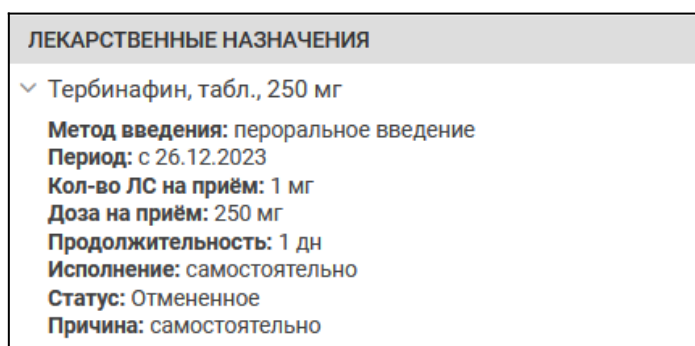 ЛЕКАРСТВЕННЫЕ НАЗНАЧЕНИЯ
Тербинафин, табл., 250 мг
Метод введения: пероральное введение
Период: с 26.12.2023
Кол-во ЛС на приём: 1 мг
Доза на приём: 250 мг
Продолжительность: 1 дн
Исполнение: самостоятельно
Статус: Отмененное
Причина: самостоятельно